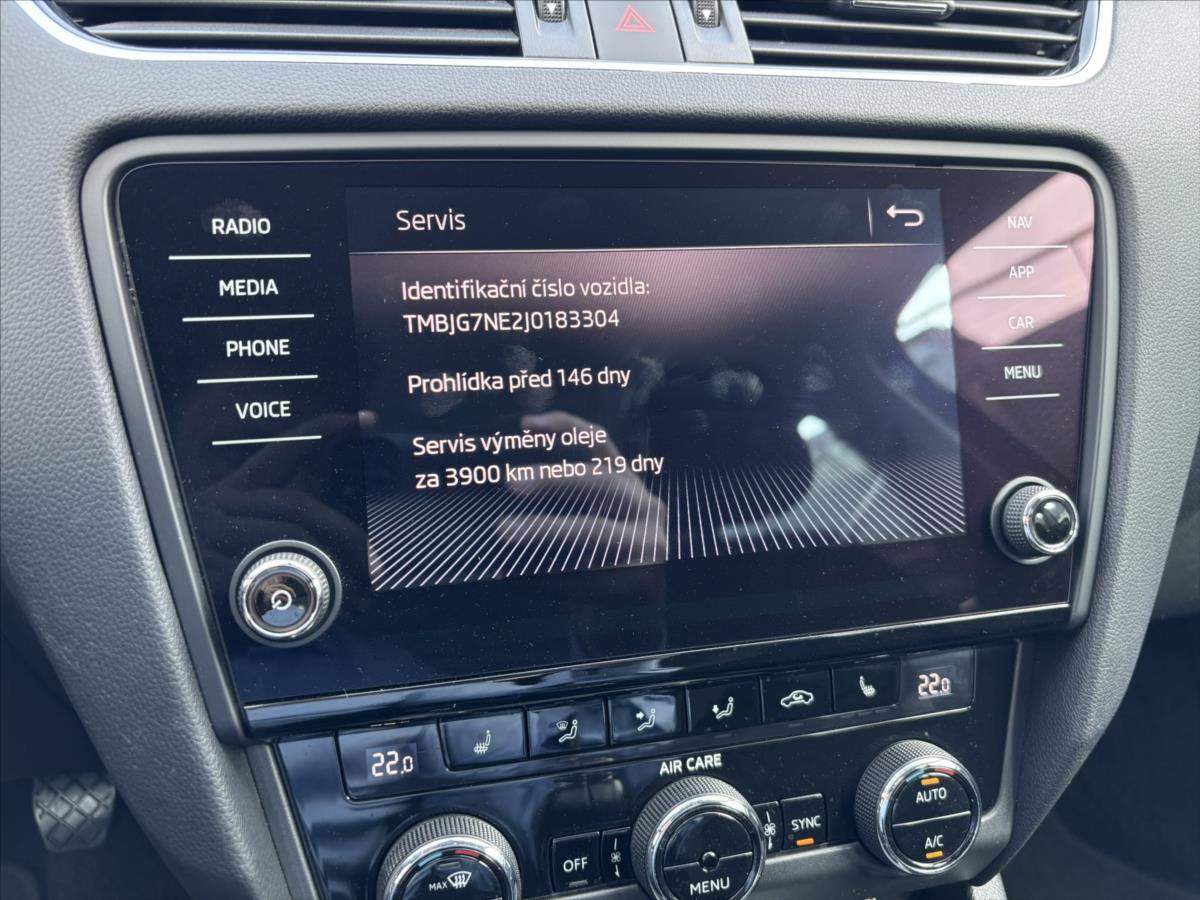 RADIO
MEDIA
PHONE
VOICE
Servis
Identifikační číslo vozidla:
TMBJG7NE2J0183304
Prohlídka před 146 dny
Servis výměny oleje
za 3900 km nebo 219 dny
NAV
APP
CAR
MENU
22.0
22.0
AIR CARE
MAX
OFF
MENU
SYNC
AUTO
A/C